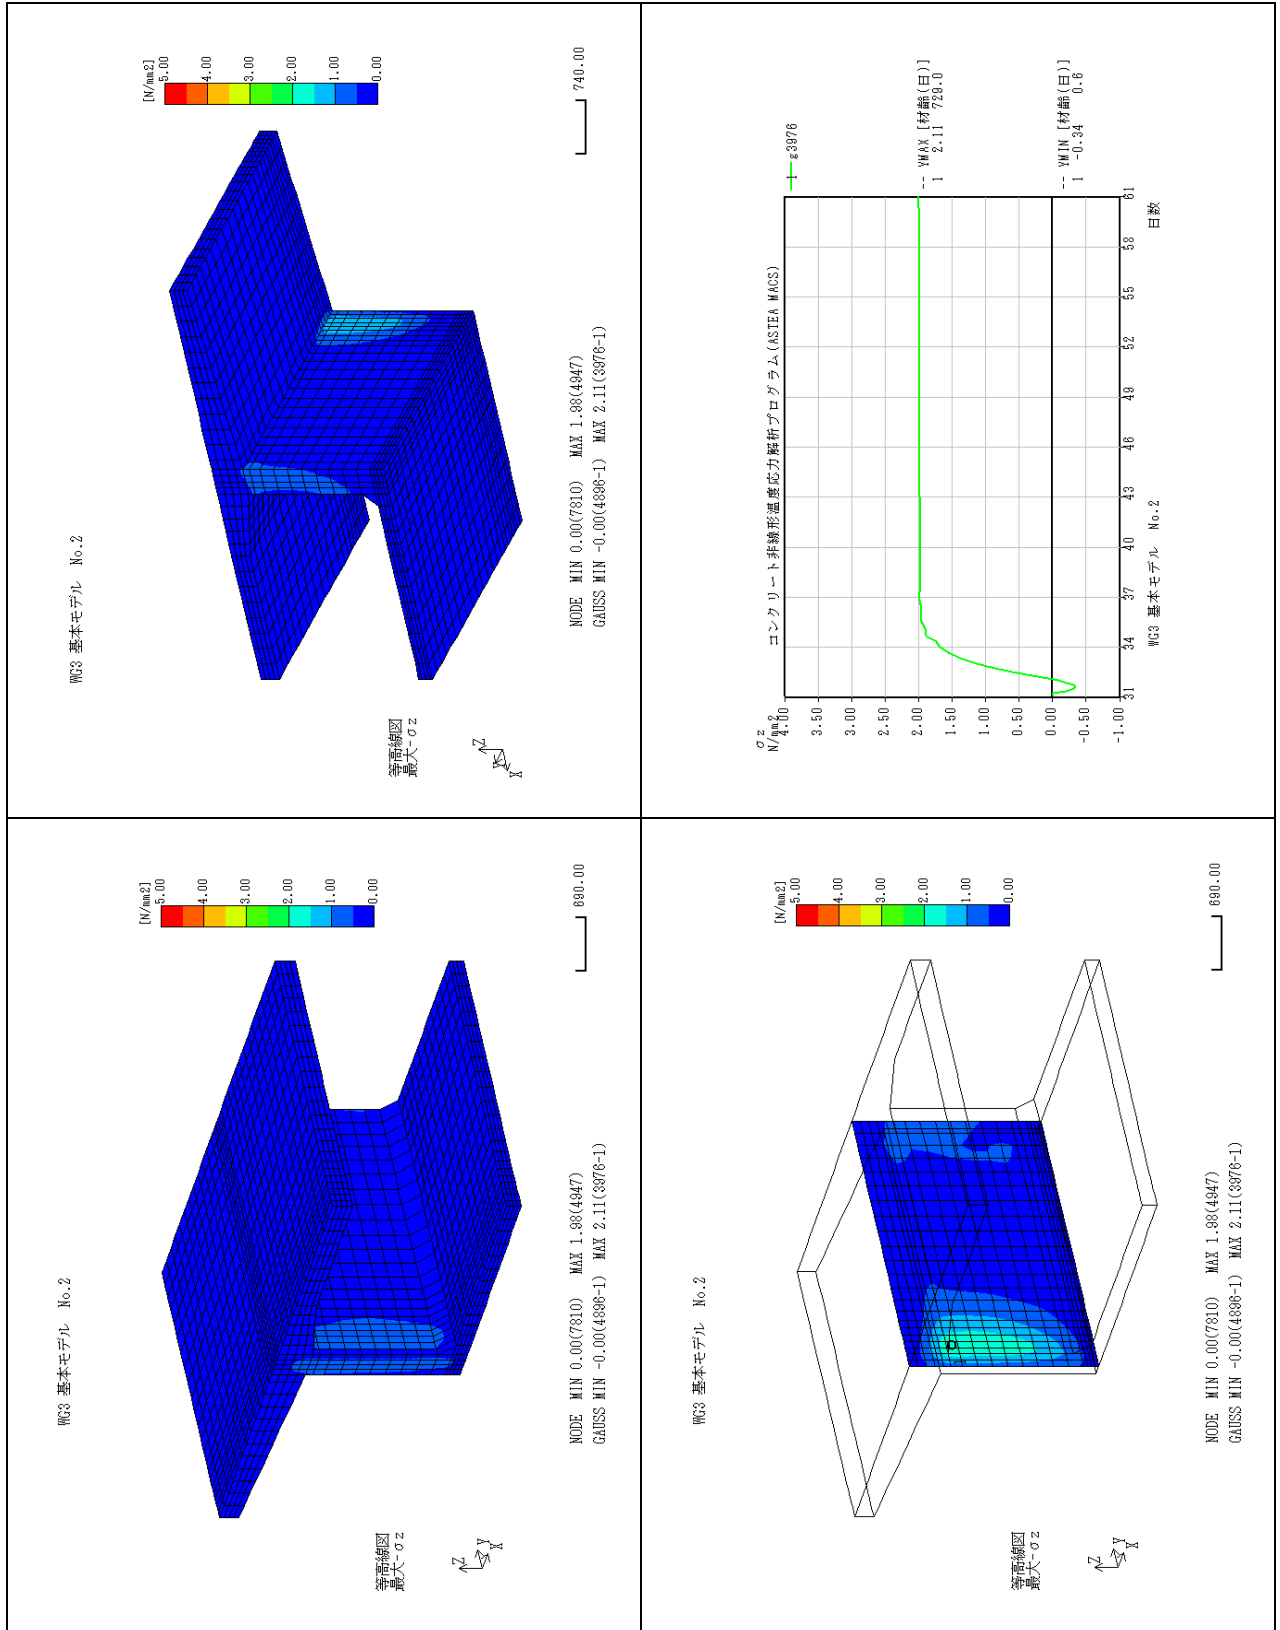 WG3 基本モデル No.2
[N/mm2]
5.00
4.00
3.00
2.00
1.00
0.00
等高線図
最大-σz
Z
Y
X
NODE MIN 0.00(7810) MAX 1.98(4947)
GAUSS MIN -0.00(4896-1) MAX 2.11(3976-1)
740.00
コンクリート非線形温度応力解析プログラム(ASTEA MACS)
1 g3976
σz
N/mm2
4.00
3.50
3.00
2.50
2.00
1.50
1.00
0.50
0.00
-0.50
-1.00
-- YMAX [材齢(日)]
1 2.11 729.0
-- YMIN [材齢(日)]
1 -0.34 0.6
31 34 37 40 43 46 49 52 55 58 61
日数
WG3 基本モデル No.2
WG3 基本モデル No.2
[N/mm2]
5.00
4.00
3.00
2.00
1.00
0.00
等高線図
最大-σz
Z
Y
X
NODE MIN 0.00(7810) MAX 1.98(4947)
GAUSS MIN -0.00(4896-1) MAX 2.11(3976-1)
690.00
WG3 基本モデル No.2
[N/mm2]
5.00
4.00
3.00
2.00
1.00
0.00
等高線図
最大-σz
Z
Y
X
NODE MIN 0.00(7810) MAX 1.98(4947)
GAUSS MIN -0.00(4896-1) MAX 2.11(3976-1)
690.00